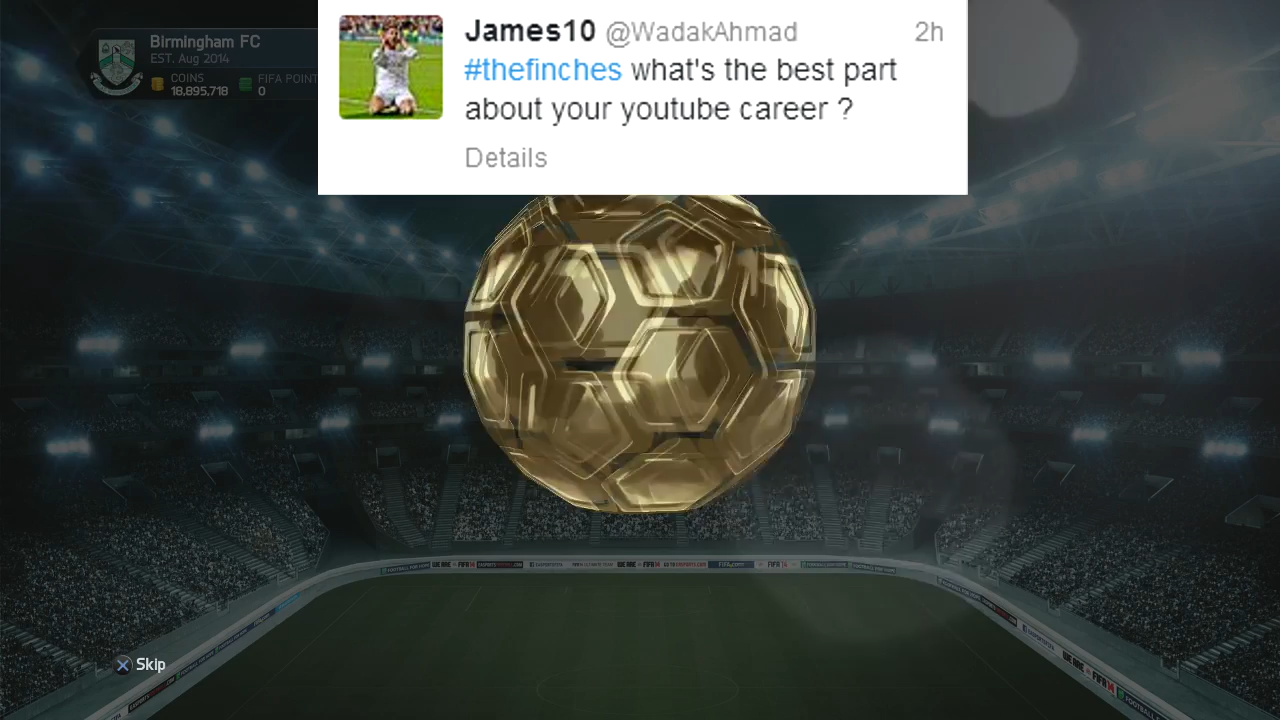 James10 @WadakAhmad 2h
#thefinches what's the best part
about your youtube career ?
Details
Birmingham FC
EST. Aug 2014
COINS
18,895,718
FIFA POINT
0
Skip